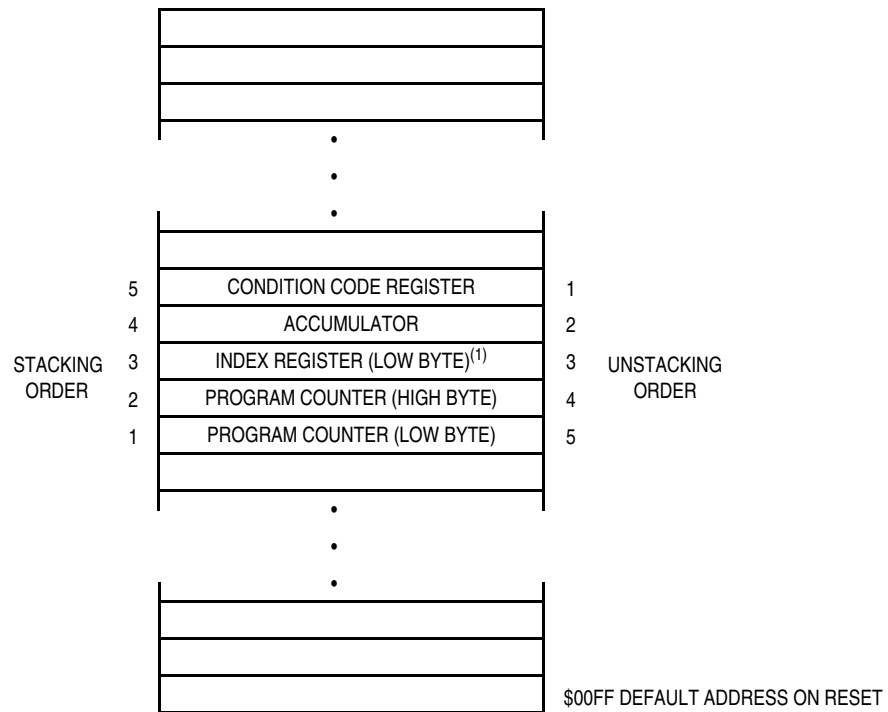 5 CONDITION CODE REGISTER 1
4 ACCUMULATOR 2
STACKING ORDER
3 INDEX REGISTER (LOW BYTE)(1) 3
UNSTACKING ORDER
2 PROGRAM COUNTER (HIGH BYTE) 4
1 PROGRAM COUNTER (LOW BYTE) 5
$00FF DEFAULT ADDRESS ON RESET